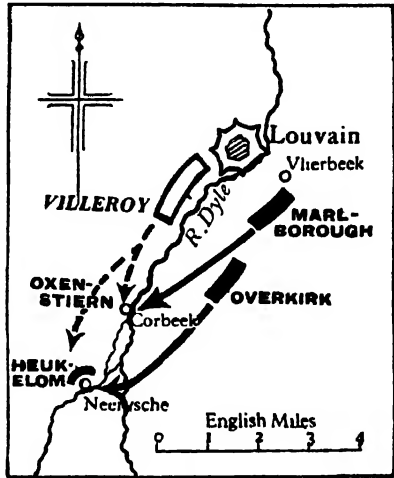 Louvain
Vlierbeek
VILLEROY
R. Dyle
MARL-
BOROUGH
OXEN-
STIERN
OVERKIRK
Corbeek
HEUK-
ELOM
Neerysche
English Miles
0 1 2 3 4